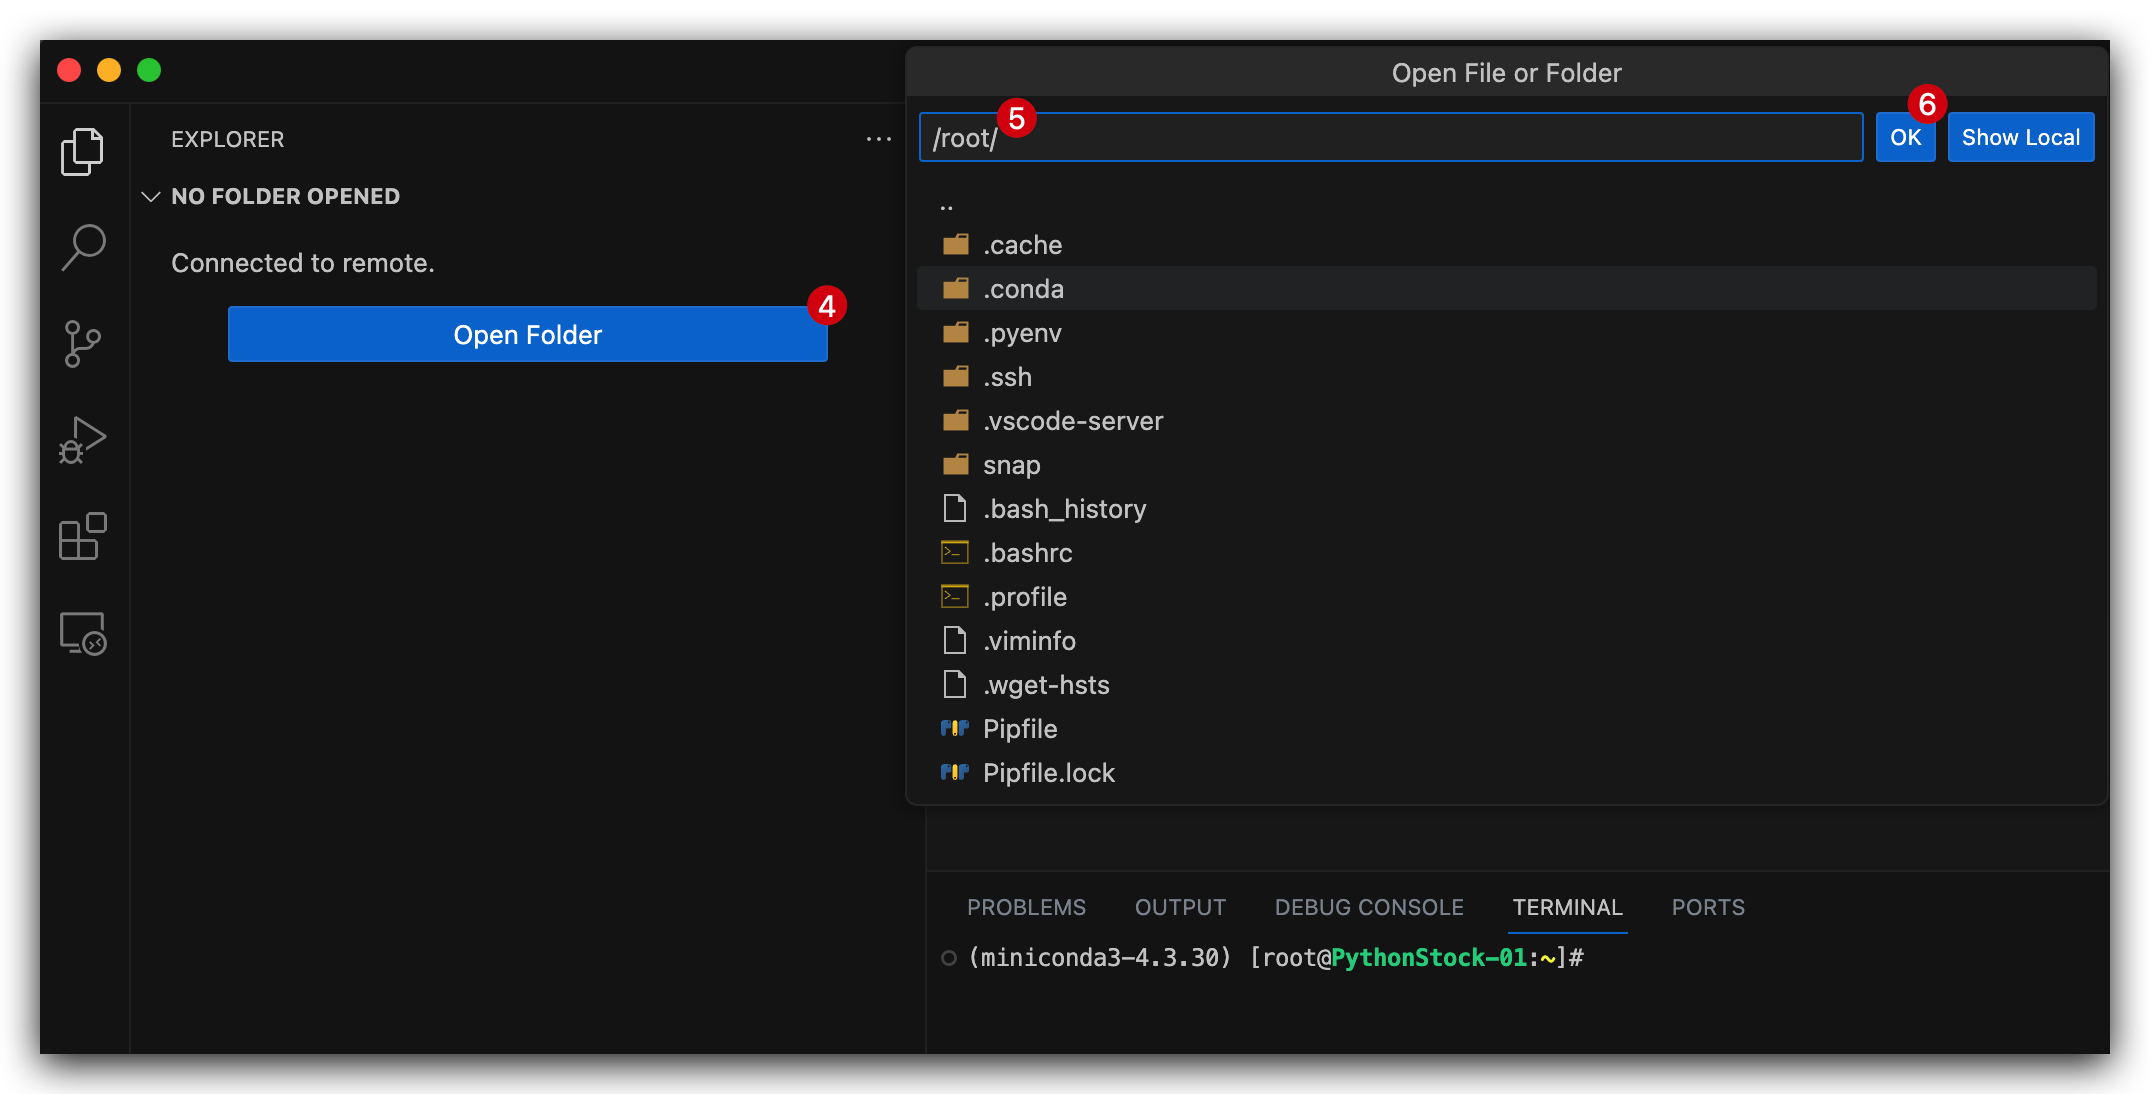 Open File or Folder
EXPLORER
NO FOLDER OPENED
Connected to remote.
4
Open Folder
5
6
/root/
OK
Show Local
..
.cache
.conda
.pyenv
.ssh
.vscode-server
snap
.bash_history
.bashrc
.profile
.viminfo
.wget-hsts
Pipfile
Pipfile.lock
PROBLEMS OUTPUT DEBUG CONSOLE TERMINAL PORTS
(miniconda3-4.3.30) [root@PythonStock-01:~]#